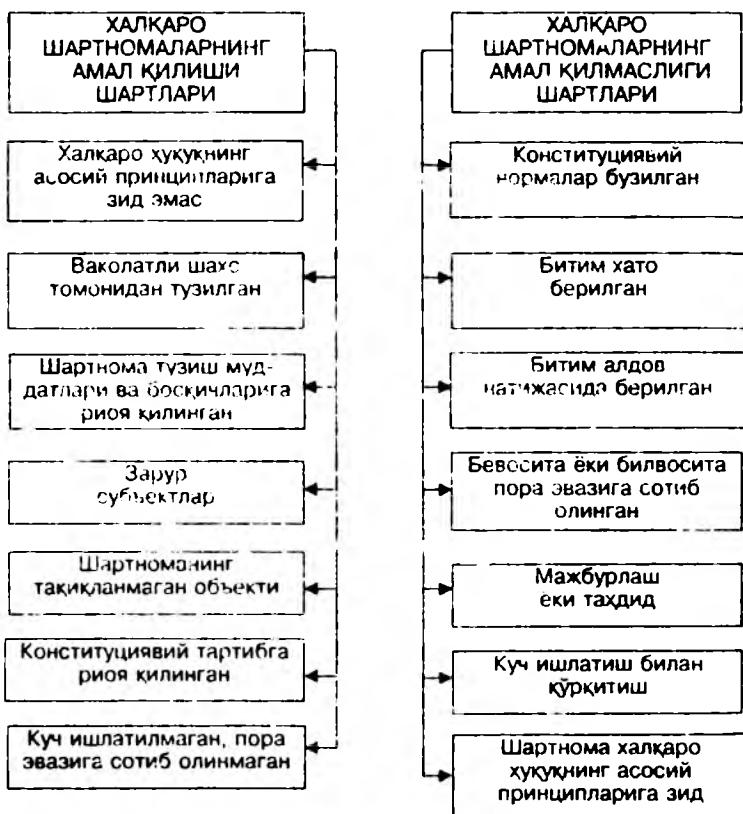 ХАЛҚАРО
ШАРТНОМАЛАРНИНГ
АМАЛ ҚИЛИШИ
ШАРТЛАРИ
Халқаро ҳуқуқнинг
асосий принципларига
зид эмас
Ваколатли шахс
томонидан тузилган
Шартнома тузиш муд-
датлари ва босқичларига
риоя қилинган
Зарур
субъектлар
Шартноманинг
тақиқланмаган объекти
Конституциявий тартибга
риоя қилинган
Куч ишлатилмаган, пора
эвазига сотиб олинмаган
ХАЛҚАРО
ШАРТНОМАЛАРНИНГ
АМАЛ ҚИЛМАСЛИГИ
ШАРТЛАРИ
Конституциявий
нормалар бузилган
Битим хато
берилган
Битим алдов
натижасида берилган
Бевосита ёки билвосита
пора эвазига сотиб
олинган
Мажбурлаш
ёки таҳдид
Куч ишлатиш билан
қўрқитиш
Шартнома халқаро
ҳуқуқнинг асосий
принципларига зид